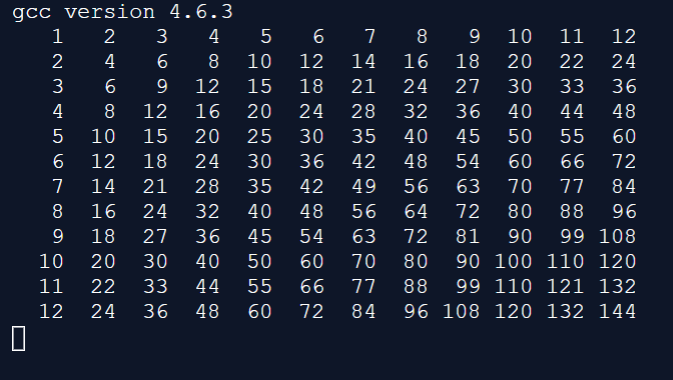 gcc version 4.6.3
1 2 3 4 5 6 7 8 9 10 11 12
2 4 6 8 10 12 14 16 18 20 22 24
3 6 9 12 15 18 21 24 27 30 33 36
4 8 12 16 20 24 28 32 36 40 44 48
5 10 15 20 25 30 35 40 45 50 55 60
6 12 18 24 30 36 42 48 54 60 66 72
7 14 21 28 35 42 49 56 63 70 77 84
8 16 24 32 40 48 56 64 72 80 88 96
9 18 27 36 45 54 63 72 81 90 99 108
10 20 30 40 50 60 70 80 90 100 110 120
11 22 33 44 55 66 77 88 99 110 121 132
12 24 36 48 60 72 84 96 108 120 132 144